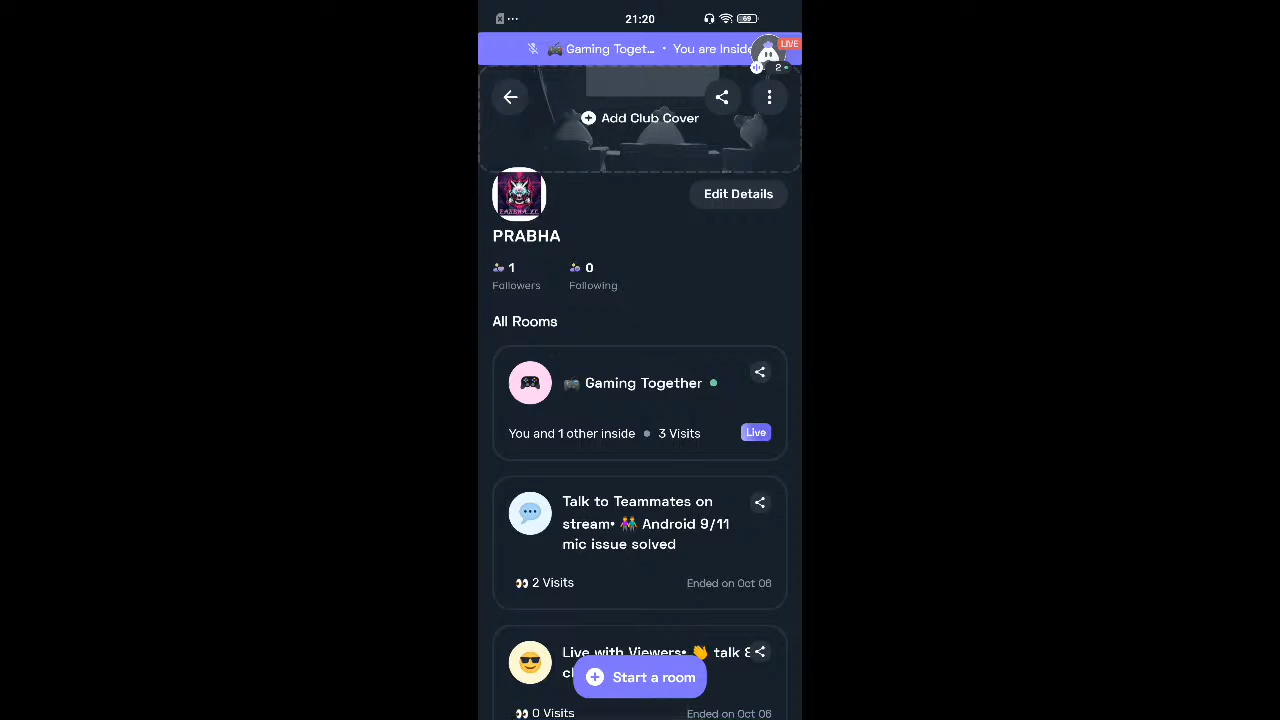 21:20
69
🎮 Gaming Toget... • You are Inside
LIVE
2
Add Club Cover
Edit Details
PRABHA
1
0
Followers
Following
All Rooms
🎮 Gaming Together
You and 1 other inside • 3 Visits
Live
Talk to Teammates on
stream• 👫 Android 9/11
mic issue solved
👀 2 Visits
Ended on Oct 06
Live with Viewers• 👏 talk &
Start a room
👀 0 Visits
Ended on Oct 06